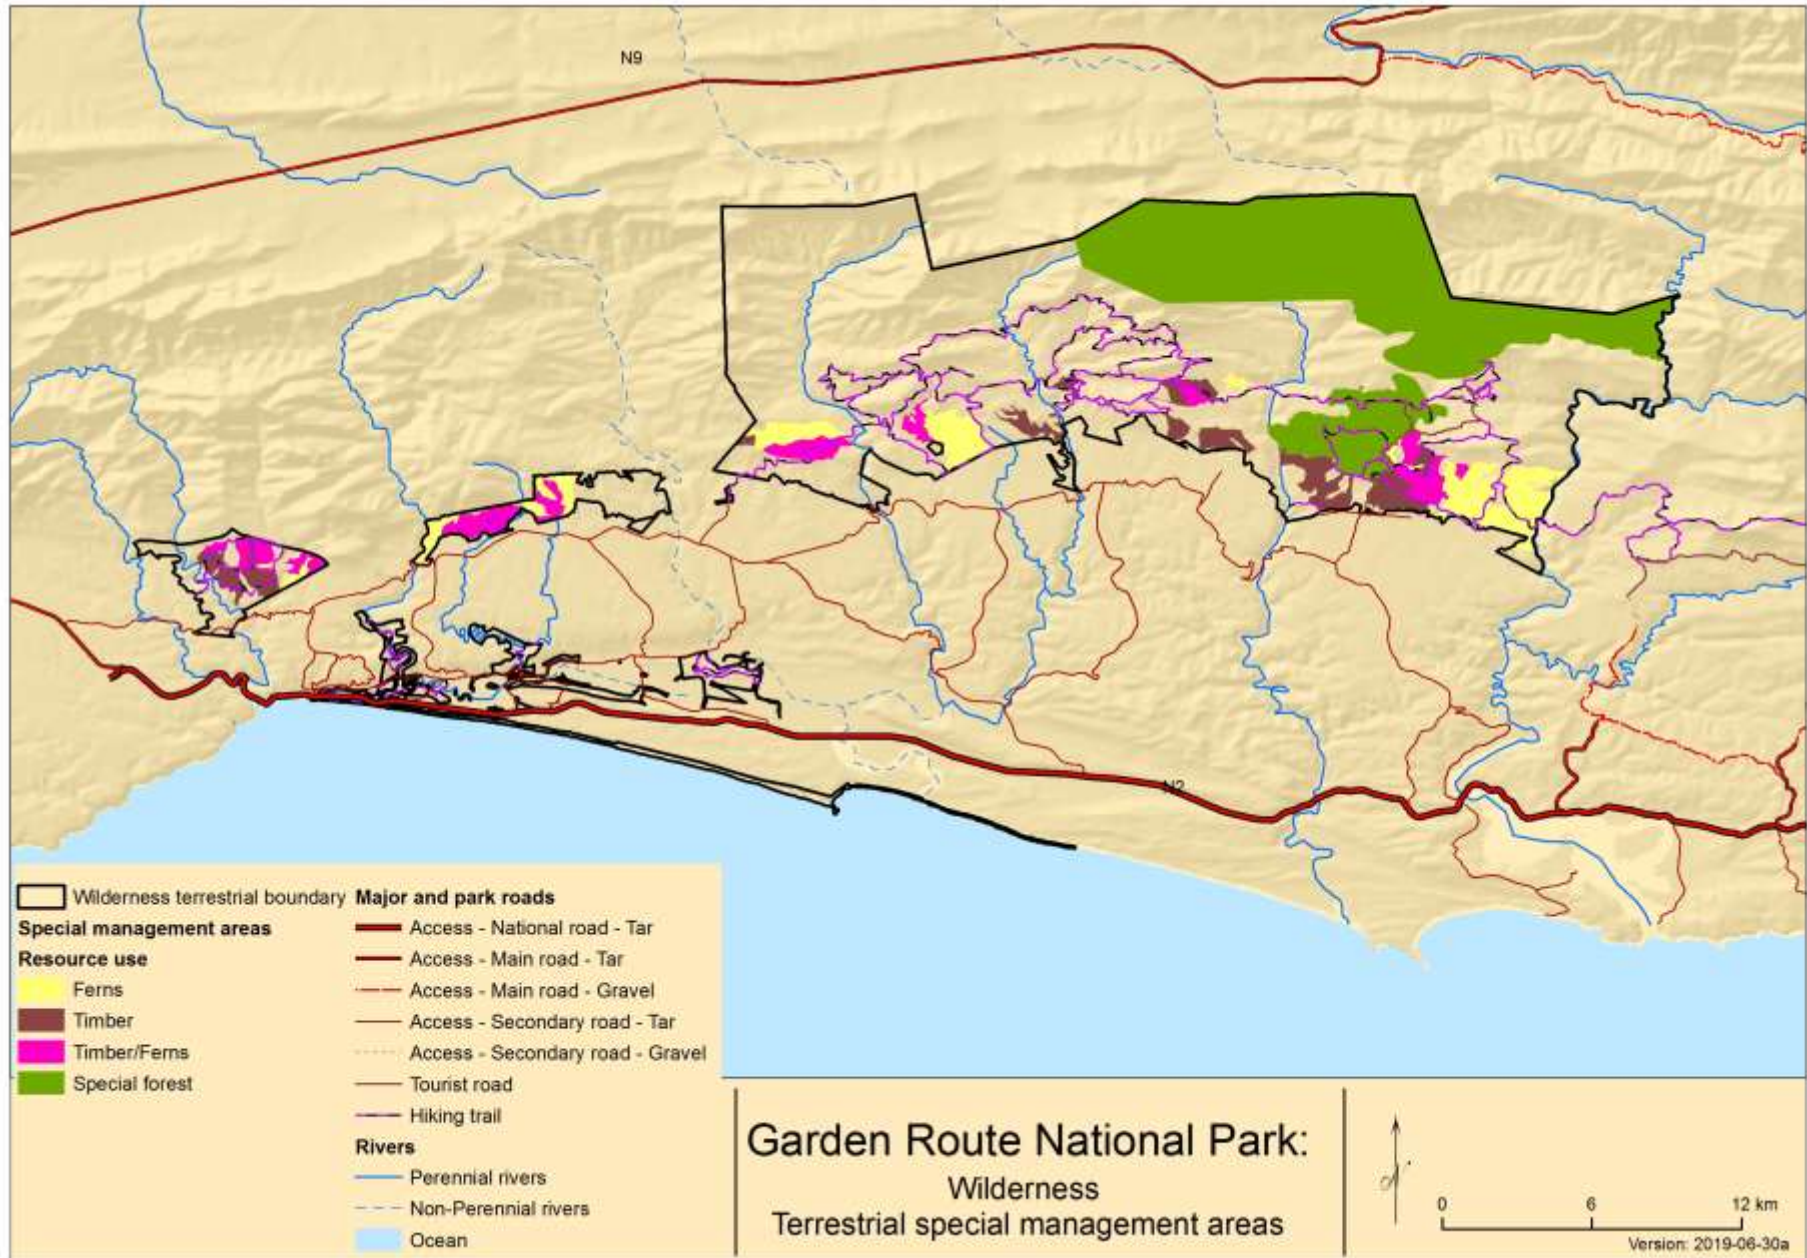 N9
N2
Wilderness terrestrial boundary
Special management areas
Resource use
Ferns
Timber
Timber/Ferns
Special forest
Major and park roads
Access - National road - Tar
Access - Main road - Tar
Access - Main road - Gravel
Access - Secondary road - Tar
Access - Secondary road - Gravel
Tourist road
Hiking trail
Rivers
Perennial rivers
Non-Perennial rivers
Ocean
Garden Route National Park:
Wilderness
Terrestrial special management areas
N
0 6 12 km
Version: 2019-06-30a